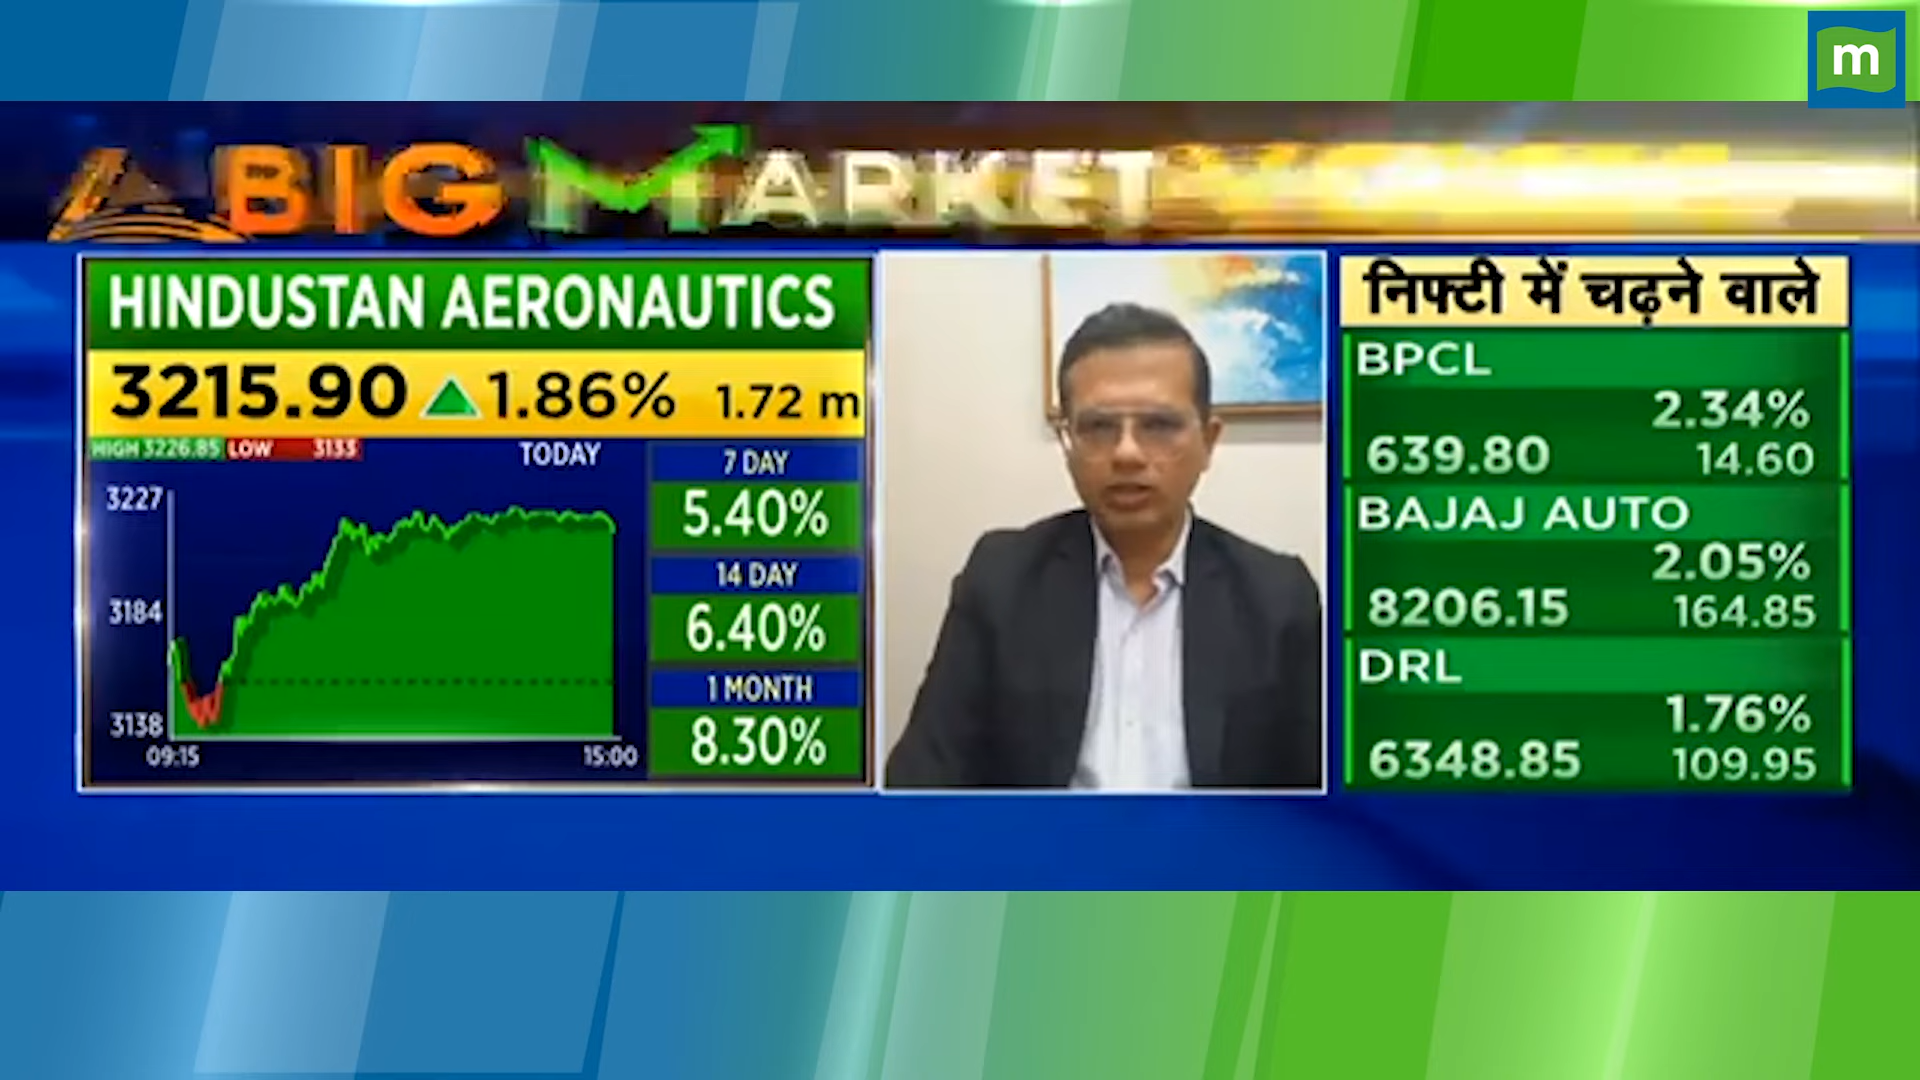 m
BIG MARKET
HINDUSTAN AERONAUTICS
3215.90 ▲ 1.86% 1.72 m
HIGH 3226.85 LOW 3133
TODAY
3227
3184
3138
09:15 15:00
7 DAY
5.40%
14 DAY
6.40%
1 MONTH
8.30%
निफ्टी में चढ़ने वाले
BPCL
2.34%
639.80 14.60
BAJAJ AUTO
2.05%
8206.15 164.85
DRL
1.76%
6348.85 109.95